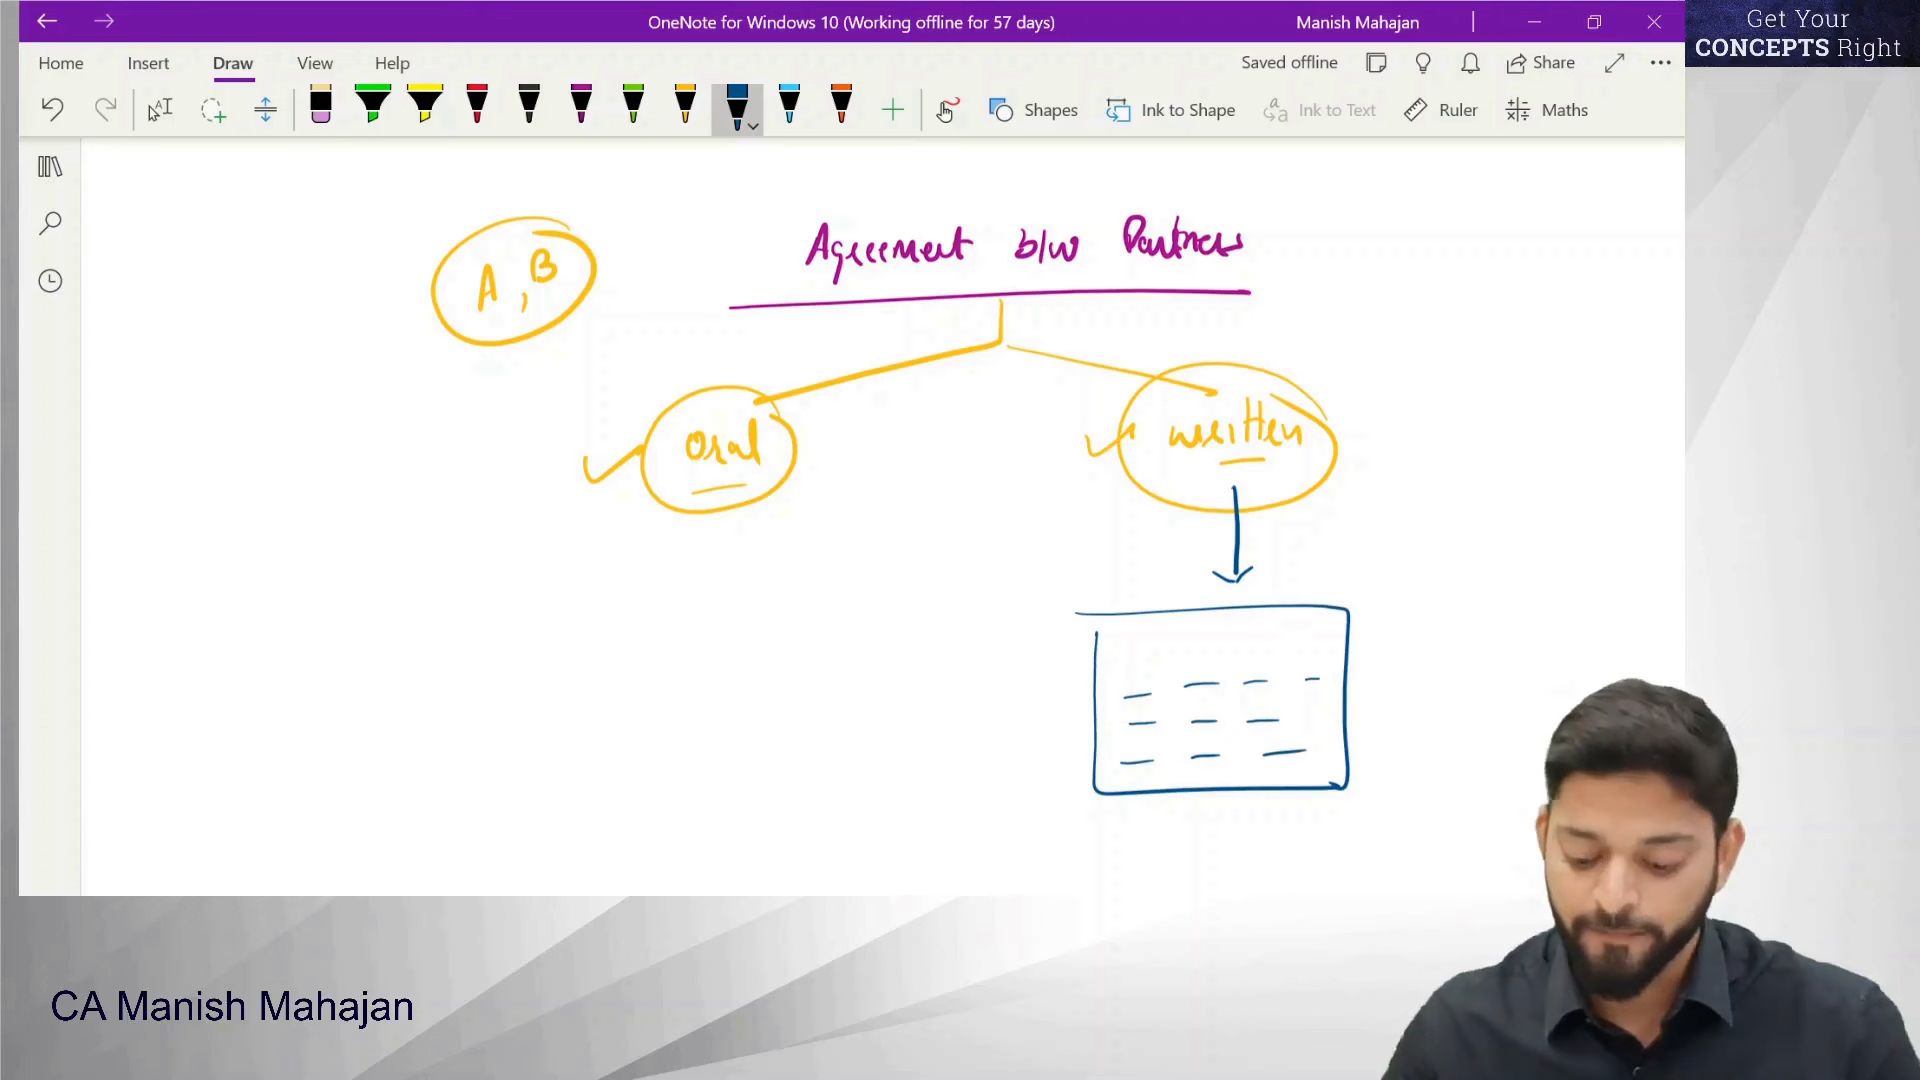 OneNote for Windows 10 (Working offline for 57 days)
Manish Mahajan
Get Your
CONCEPTS Right
Home Insert Draw View Help
Saved offline
Share
Shapes
Ink to Shape
Ink to Text
Ruler
Maths
Agreement b/w Partners
A, B
oral
written
CA Manish Mahajan